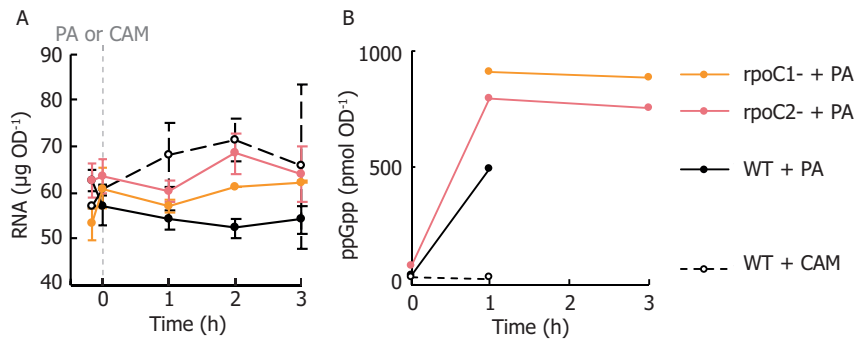 A
PA or CAM
90
80
70
60
50
40
RNA (µg OD⁻¹)
0
1
2
3
Time (h)
B
1000
500
0
ppGpp (pmol OD⁻¹)
0
1
2
3
Time (h)
rpoC1- + PA
rpoC2- + PA
WT + PA
WT + CAM